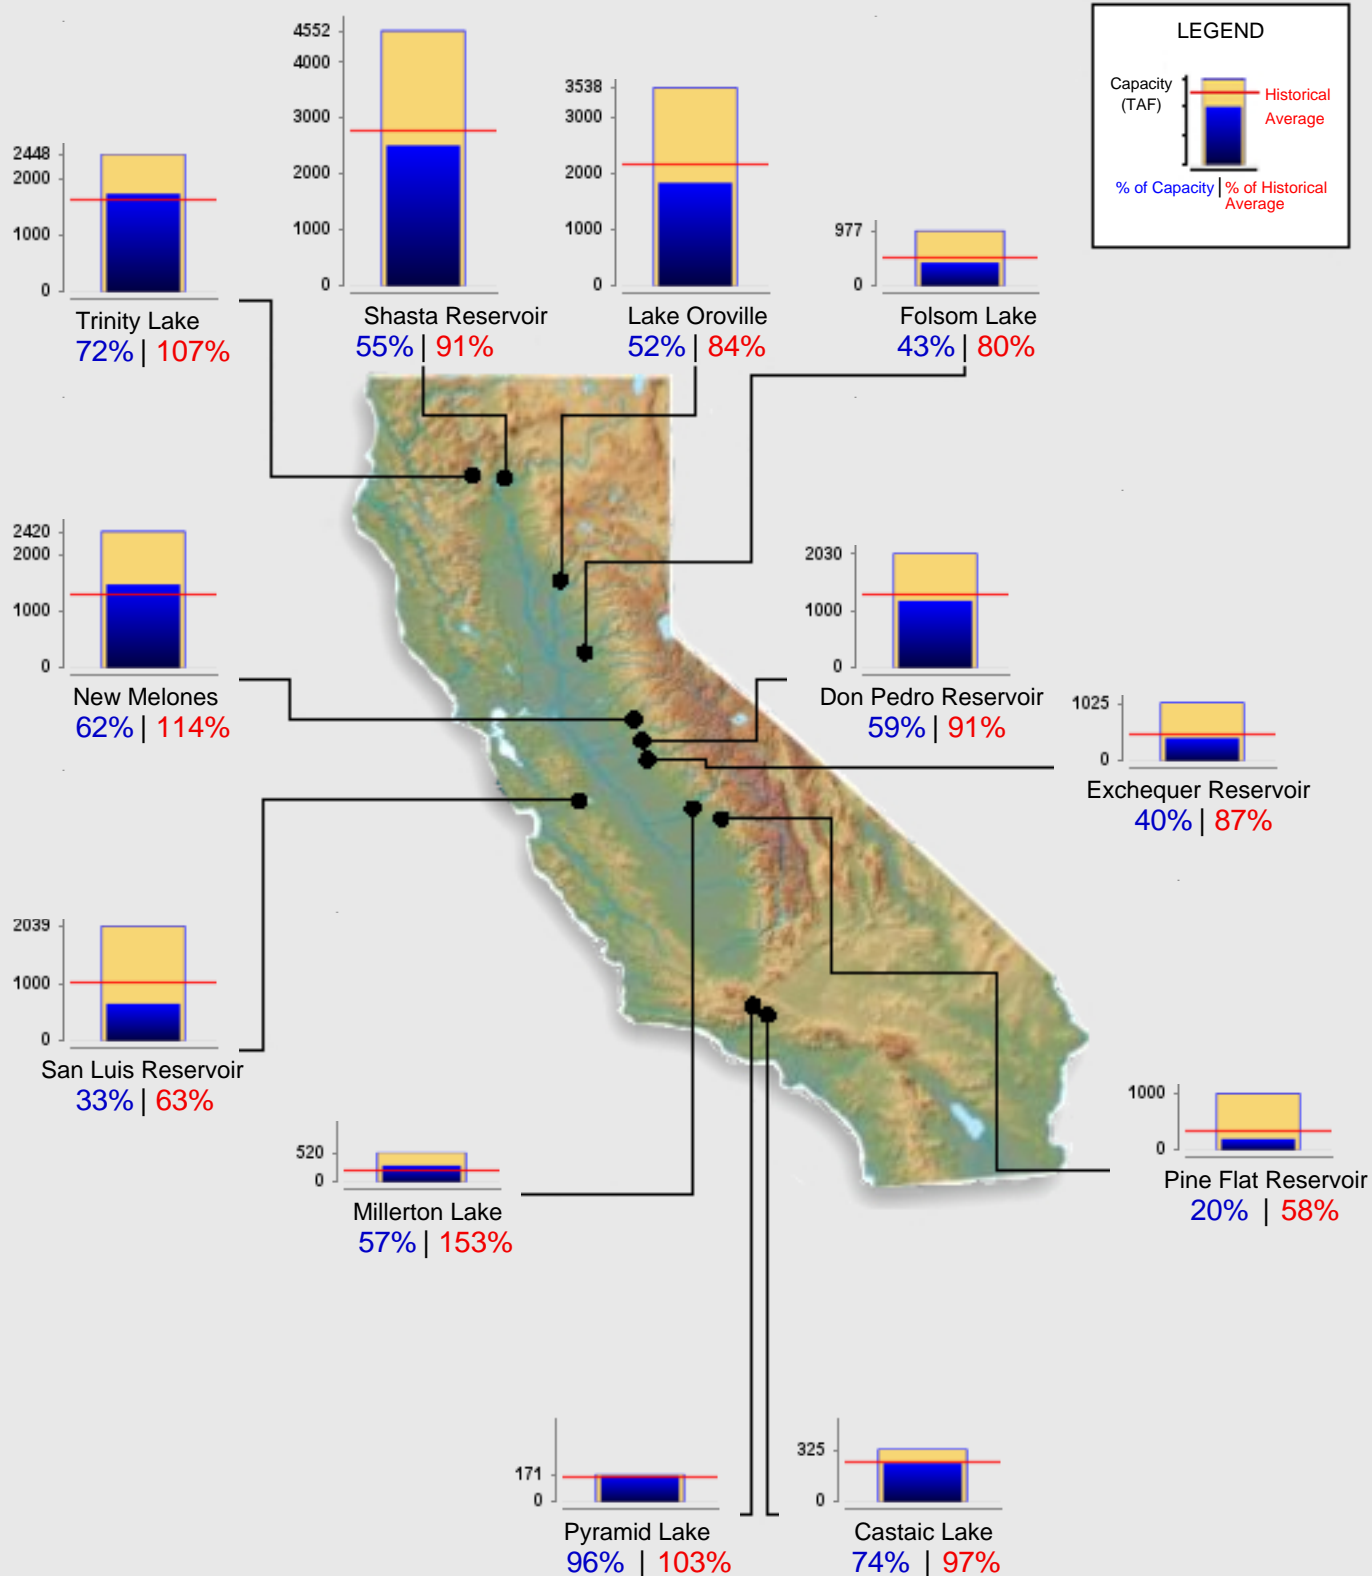 LEGEND
Capacity
(TAF)
Historical
Average
% of Capacity | % of Historical
Average
4552
4000
3000
2000
1000
0
Shasta Reservoir
55% | 91%
3538
3000
2000
1000
0
Lake Oroville
52% | 84%
2448
2000
1000
0
Trinity Lake
72% | 107%
977
0
Folsom Lake
43% | 80%
2420
2000
1000
0
New Melones
62% | 114%
2030
1000
0
Don Pedro Reservoir
59% | 91%
1025
0
Exchequer Reservoir
40% | 87%
2039
1000
0
San Luis Reservoir
33% | 63%
520
0
Millerton Lake
57% | 153%
1000
0
Pine Flat Reservoir
20% | 58%
171
0
Pyramid Lake
96% | 103%
325
0
Castaic Lake
74% | 97%